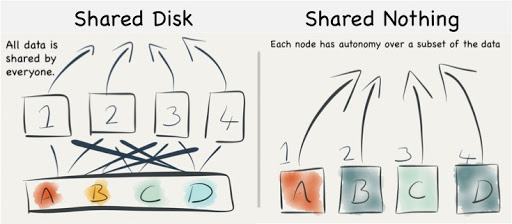 Shared Disk
All data is
shared by
everyone.
1 2 3 4
A B C D
Shared Nothing
Each node has autonomy over a subset of the data
1 2 3 4
A B C D